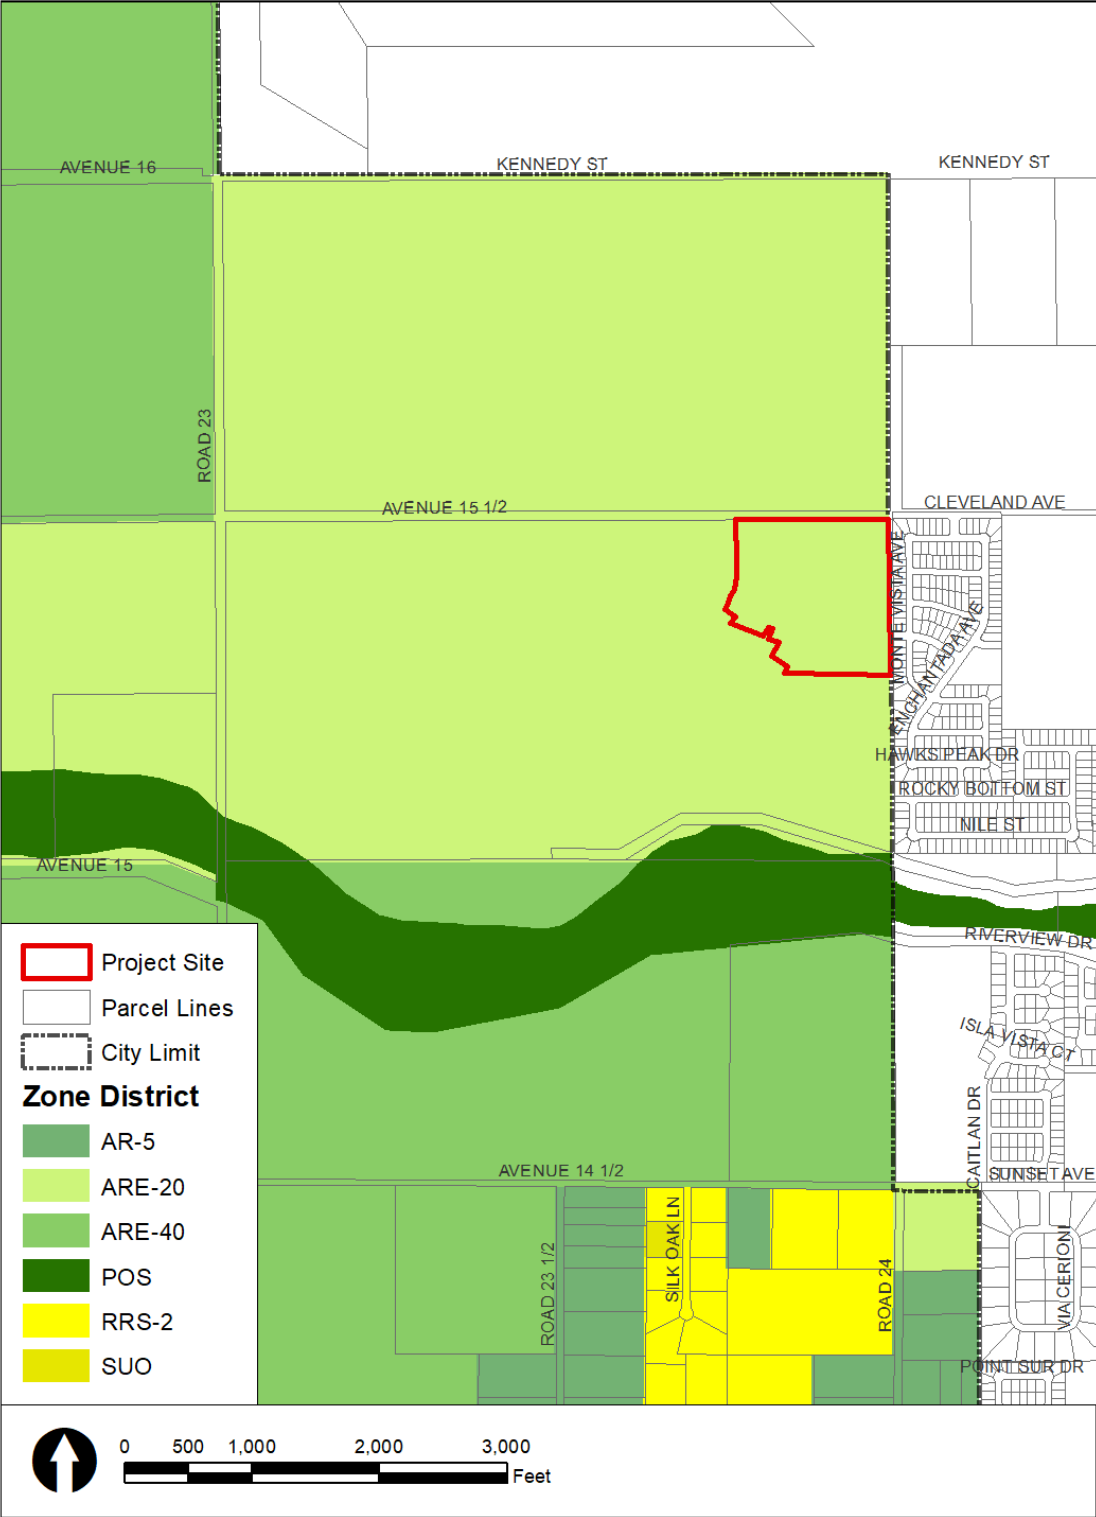 KENNEDY ST
KENNEDY ST
AVENUE 16
ROAD 23
AVENUE 15 1/2
CLEVELAND AVE
MONTE VISTA AVE
ENCHANTADA AVE
HAWKS PEAK DR
ROCKY BOTTOM ST
NILE ST
AVENUE 15
RIVERVIEW DR
ISLA VISTA CT
CAITLAN DR
AVENUE 14 1/2
SUNSET AVE
SILK OAK LN
ROAD 23 1/2
ROAD 24
VIA CERIONI
POINT SUR DR
Project Site
Parcel Lines
City Limit
Zone District
AR-5
ARE-20
ARE-40
POS
RRS-2
SUO
0 500 1,000 2,000 3,000
Feet